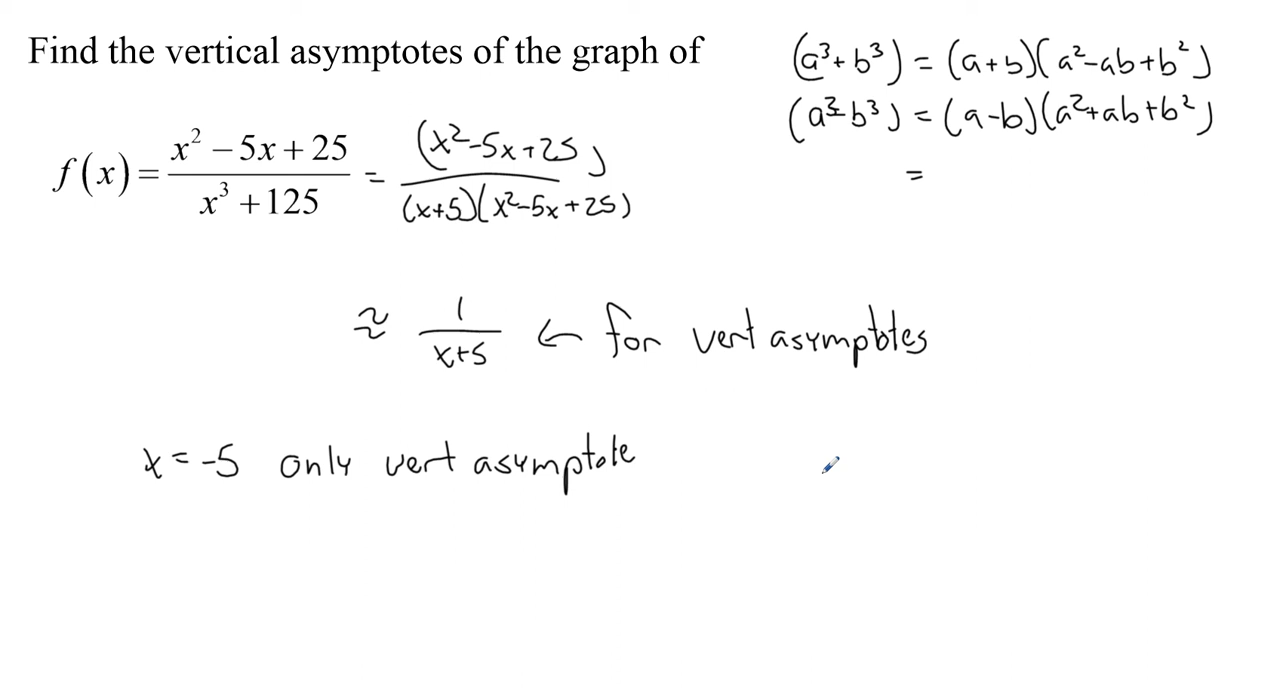 Find the vertical asymptotes of the graph of
(a³+b³) = (a+b)(a²-ab+b²)
(a³-b³) = (a-b)(a²+ab+b²)
=
f(x) = (x² - 5x + 25)/(x³ + 125) = (x²-5x+25)/((x+5)(x²-5x+25))
≈ 1/(x+5) ← for vert asymptotes
x = -5 only vert asymptote